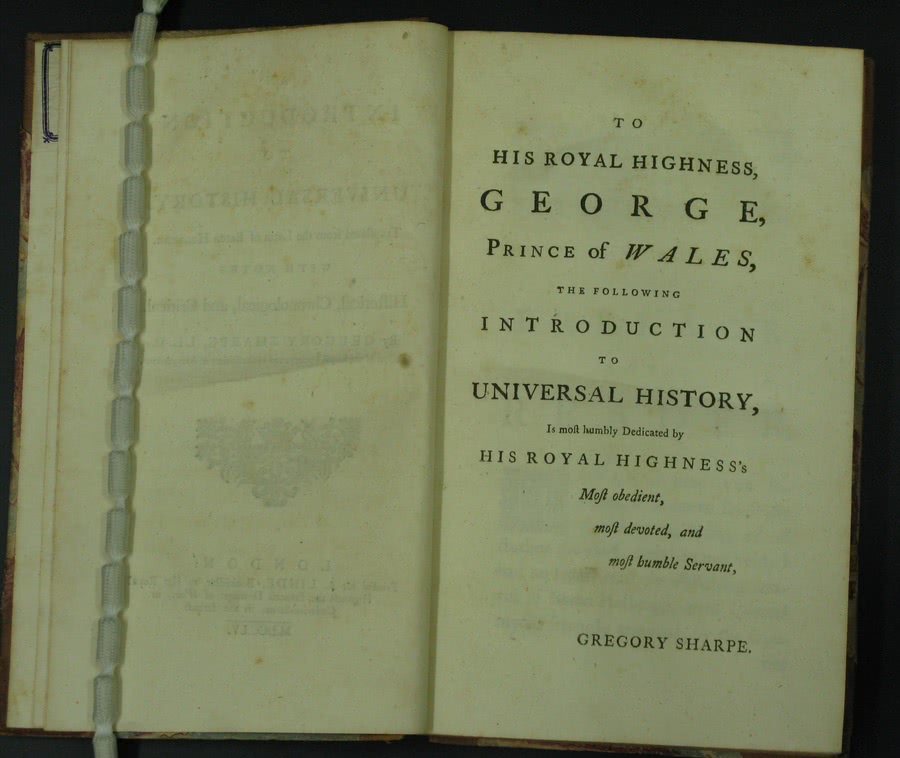 TO
HIS ROYAL HIGHNESS,
GEORGE,
PRINCE of WALES,
THE FOLLOWING
INTRODUCTION
TO
UNIVERSAL HISTORY,
Is moſt humbly Dedicated by
HIS ROYAL HIGHNESS's
Moſt obedient,
moſt devoted, and
moſt humble Servant,
GREGORY SHARPE.